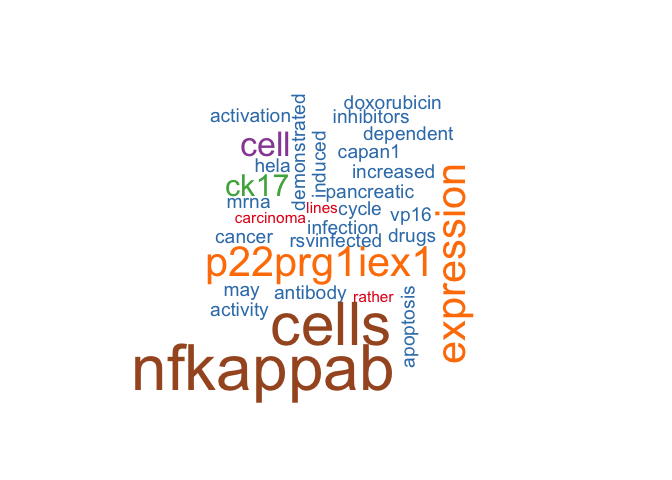 doxorubicin
activation
demonstrated
inhibitors
dependent
cell
induced
capan1
hela
increased
ck17
pancreatic
mrna
lines
cycle
vp16
carcinoma
infection
cancer
rsvinfected
drugs
p22prg1iex1
expression
may
antibody
rather
activity
apoptosis
cells
nfkappab